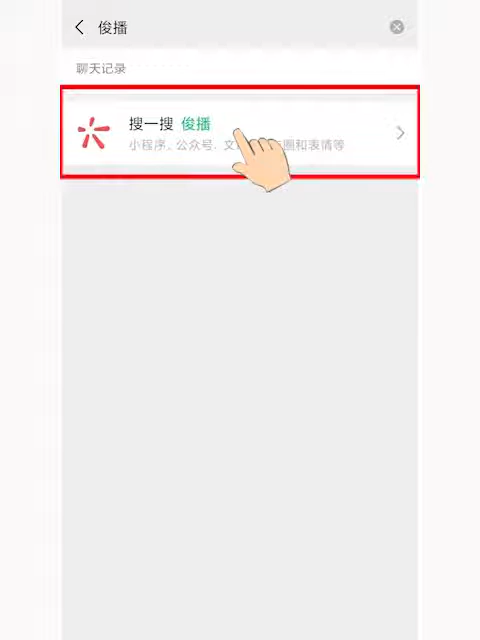 俊播
聊天记录
搜一搜 俊播
小程序、公众号、文 圈和表情等